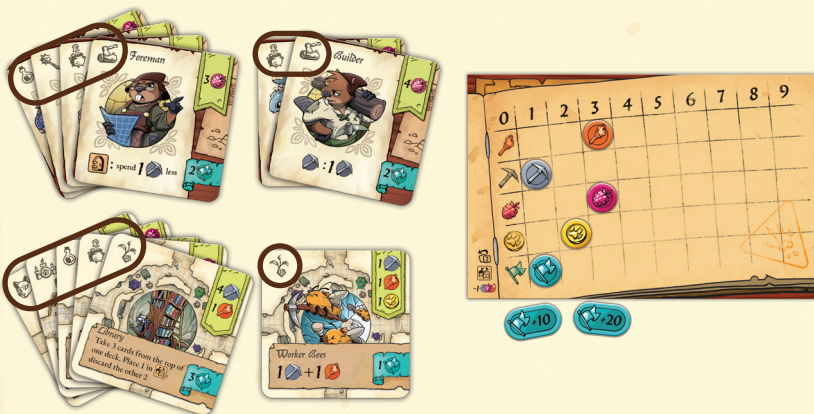 Foreman
3
: spend 1 less
2
Builder
4
: 1
2
0 1 2 3 4 5 6 7 8 9
-1
+10
+20
4
Library
Take 3 cards from the top of
one deck. Place 1 in
discard the other 2
3
1
1
1
Worker Bees
1 + 1
1